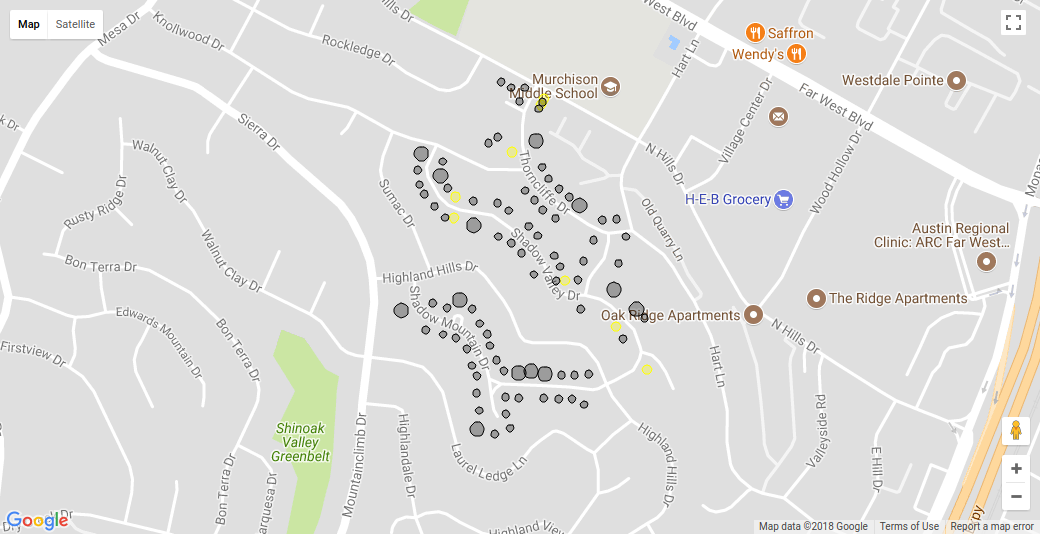 Map
Satellite
Mesa Dr
Knollwood Dr
Hills Dr
Rockledge Dr
West Blvd
Hart Ln
Saffron
Wendy's
Westdale Pointe
Far West Blvd
Murchison
Middle School
Village Center Dr
Wood Hollow Dr
N Hills Dr
Old Quarry Ln
H-E-B Grocery
Austin Regional
Clinic: ARC Far West...
Sierra Dr
Walnut Clay Dr
Rusty Ridge Dr
Sumac Dr
Thorncliffe Dr
Shadow Valley Dr
Bon Terra Dr
Walnut Clay Dr
Highland Hills Dr
Shadow Mountain Dr
Edwards Mountain Dr
Bon Terra Dr
Firstview Dr
Oak Ridge Apartments
The Ridge Apartments
N Hills Dr
Hart Ln
Valleyside Rd
E Hill Dr
Shinoak
Valley
Greenbelt
Mountainclimb Dr
Highlandale Dr
Laurel Ledge Ln
Highland Hills Dr
Bon Terra Dr
Highland View
Google
Map data ©2018 Google
Terms of Use
Report a map error